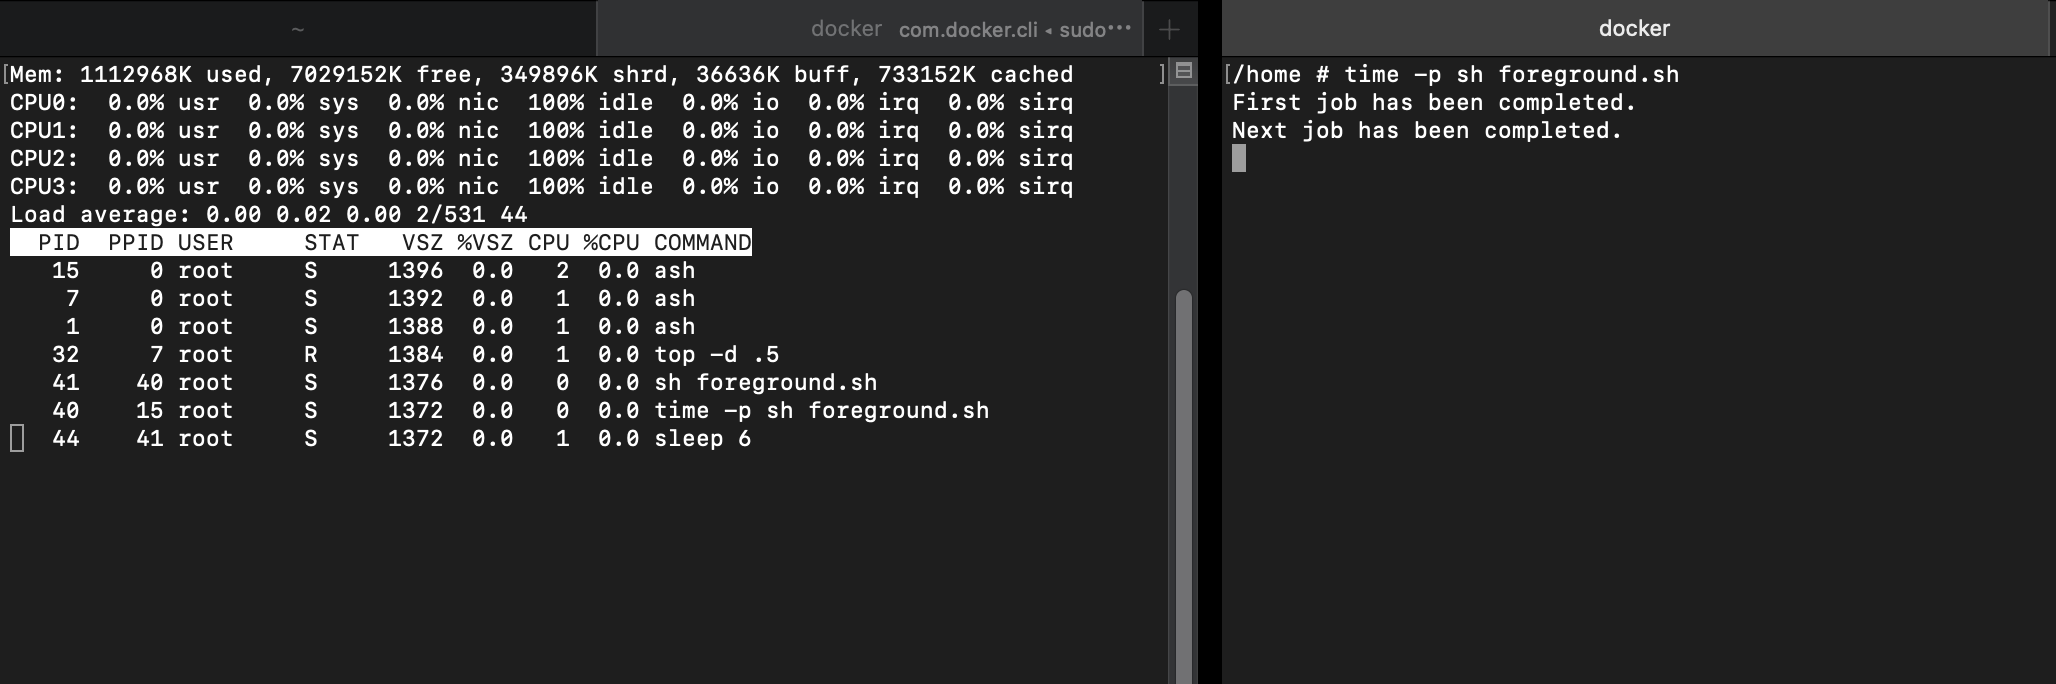 ~
docker com.docker.cli ◂ sudo···
docker
[Mem: 1112968K used, 7029152K free, 349896K shrd, 36636K buff, 733152K cached ]
CPU0: 0.0% usr 0.0% sys 0.0% nic 100% idle 0.0% io 0.0% irq 0.0% sirq
CPU1: 0.0% usr 0.0% sys 0.0% nic 100% idle 0.0% io 0.0% irq 0.0% sirq
CPU2: 0.0% usr 0.0% sys 0.0% nic 100% idle 0.0% io 0.0% irq 0.0% sirq
CPU3: 0.0% usr 0.0% sys 0.0% nic 100% idle 0.0% io 0.0% irq 0.0% sirq
Load average: 0.00 0.02 0.00 2/531 44
PID PPID USER STAT VSZ %VSZ CPU %CPU COMMAND
15 0 root S 1396 0.0 2 0.0 ash
7 0 root S 1392 0.0 1 0.0 ash
1 0 root S 1388 0.0 1 0.0 ash
32 7 root R 1384 0.0 1 0.0 top -d .5
41 40 root S 1376 0.0 0 0.0 sh foreground.sh
40 15 root S 1372 0.0 0 0.0 time -p sh foreground.sh
44 41 root S 1372 0.0 1 0.0 sleep 6
[/home # time -p sh foreground.sh
First job has been completed.
Next job has been completed.